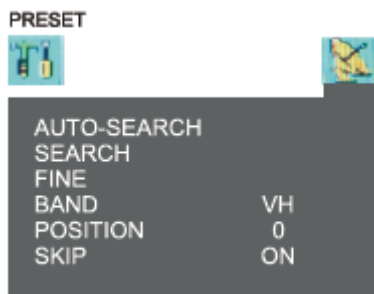 PRESET
AUTO-SEARCH
SEARCH
FINE
BAND VH
POSITION 0
SKIP ON